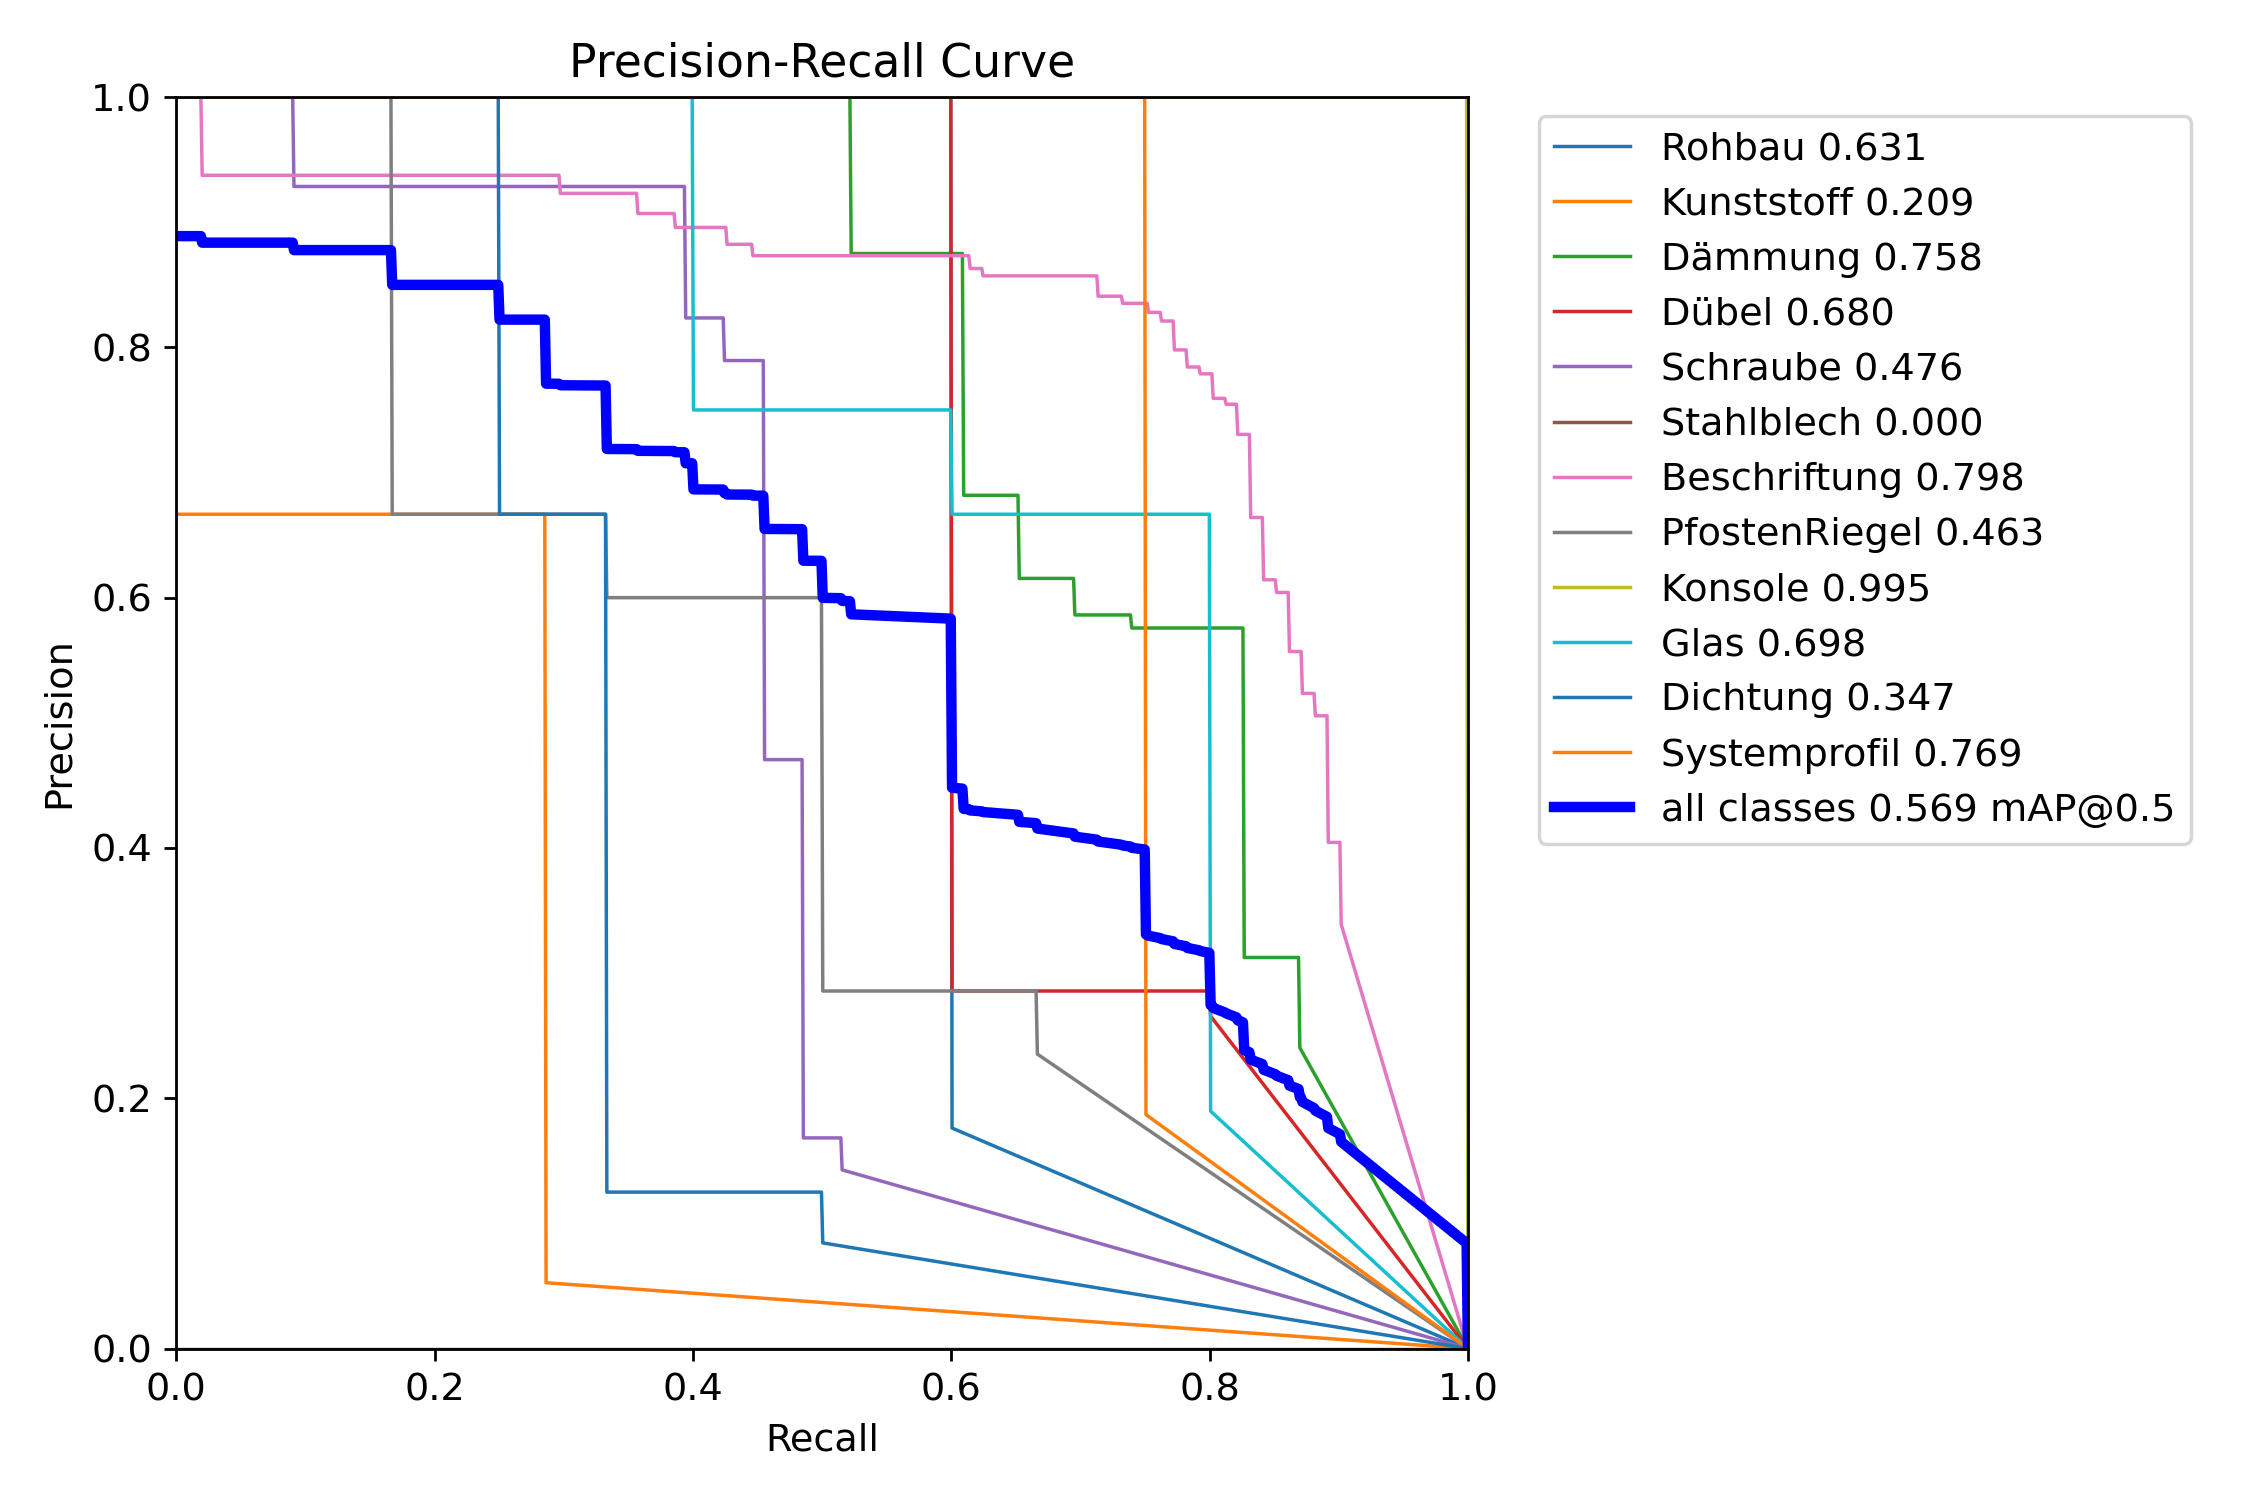 Precision-Recall Curve
1.0
0.8
0.6
0.4
0.2
0.0
Precision
0.0 0.2 0.4 0.6 0.8 1.0
Recall
Rohbau 0.631
Kunststoff 0.209
Dämmung 0.758
Dübel 0.680
Schraube 0.476
Stahlblech 0.000
Beschriftung 0.798
PfostenRiegel 0.463
Konsole 0.995
Glas 0.698
Dichtung 0.347
Systemprofil 0.769
all classes 0.569 mAP@0.5